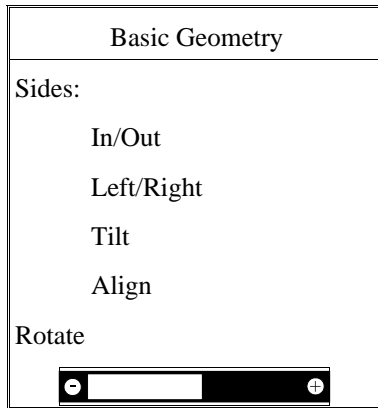 Basic Geometry
Sides:
In/Out
Left/Right
Tilt
Align
Rotate
- +